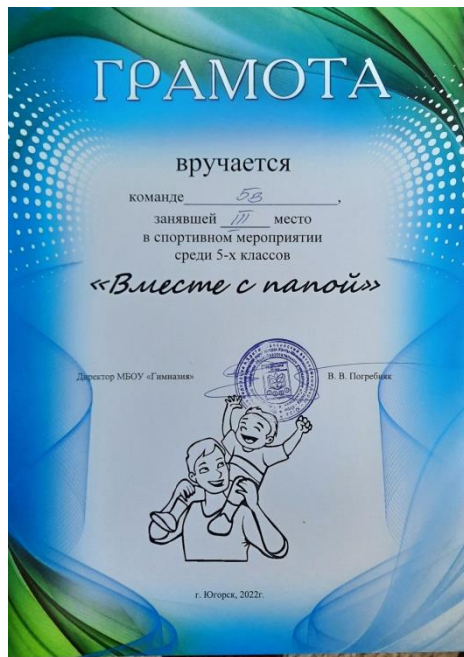 ГРАМОТА
вручается
команде 5в,
занявшей III место
в спортивном мероприятии
среди 5-х классов
«Вместе с папой»
Директор МБОУ «Гимназия» В. В. Погребняк
г. Югорск, 2022г.